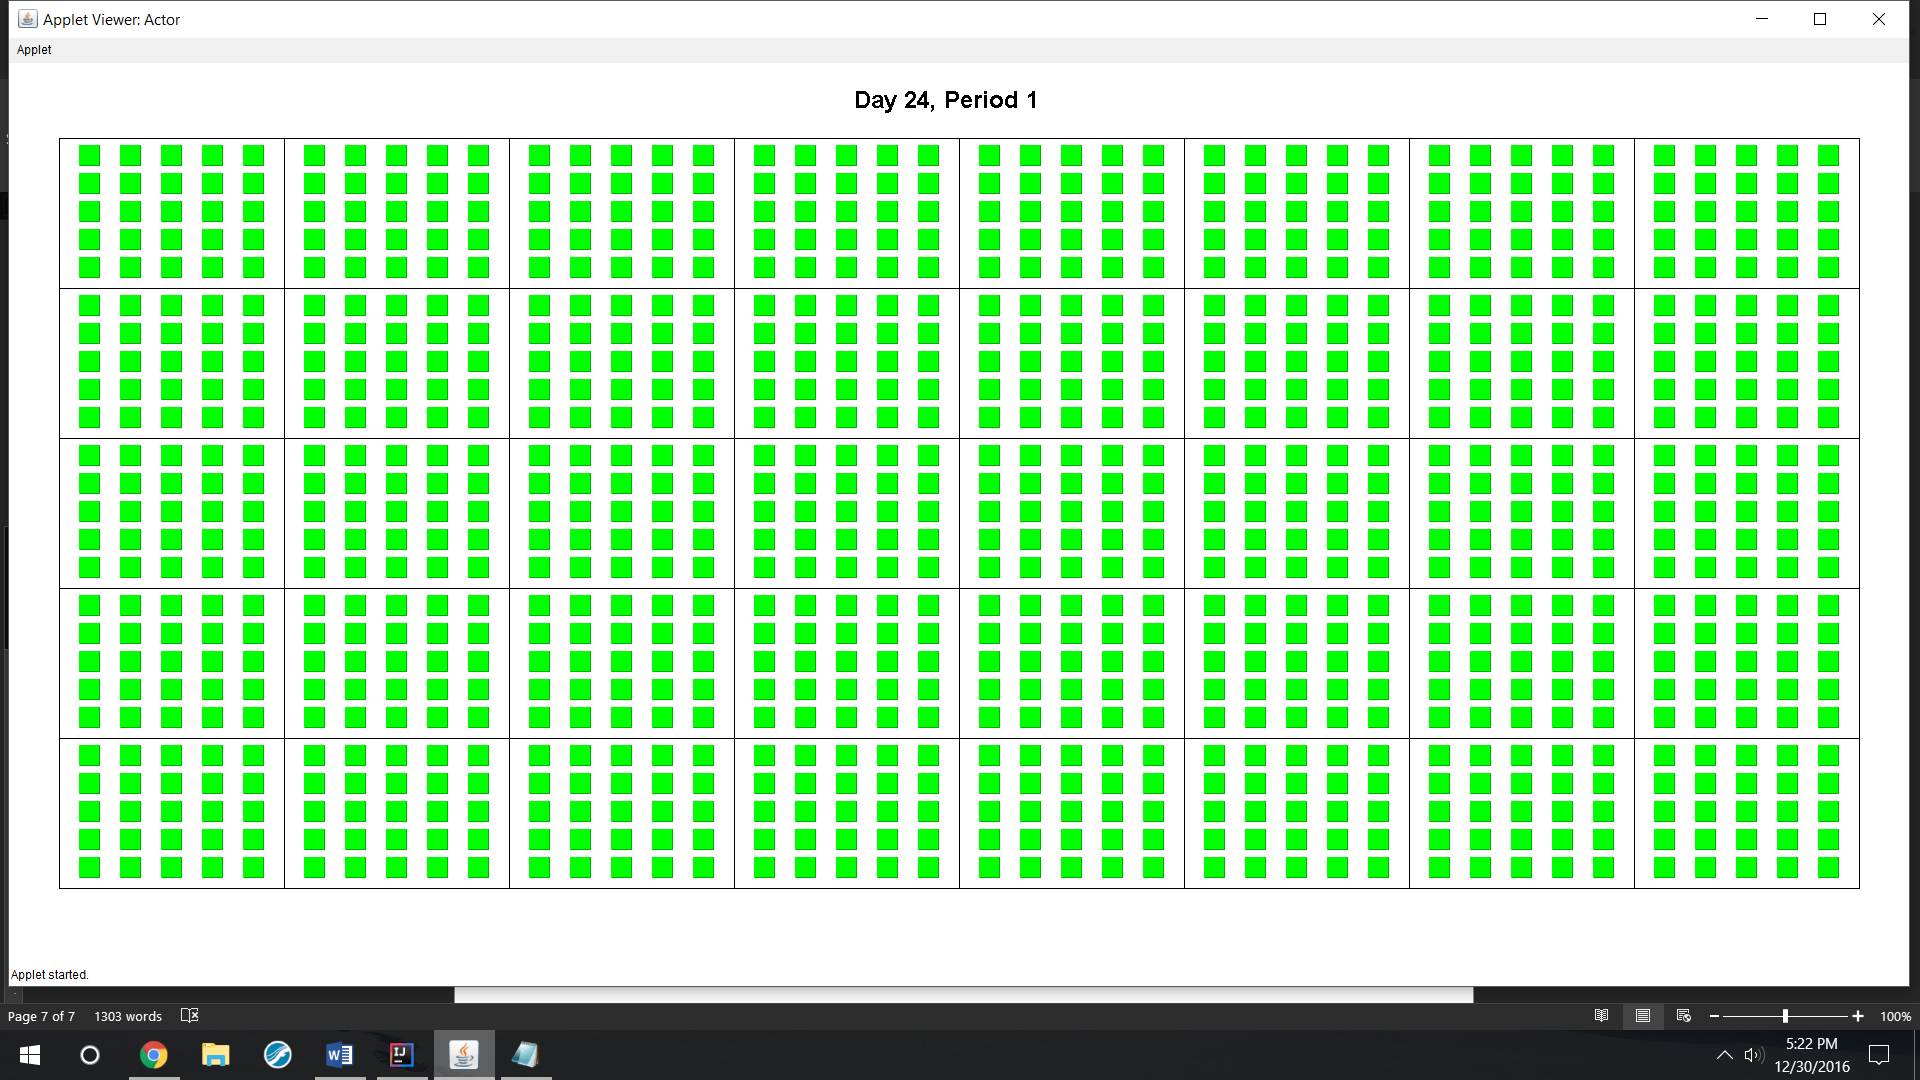 Applet Viewer: Actor
Applet
Day 24, Period 1
Applet started.
Page 7 of 7 1303 words 100%
5:22 PM
12/30/2016